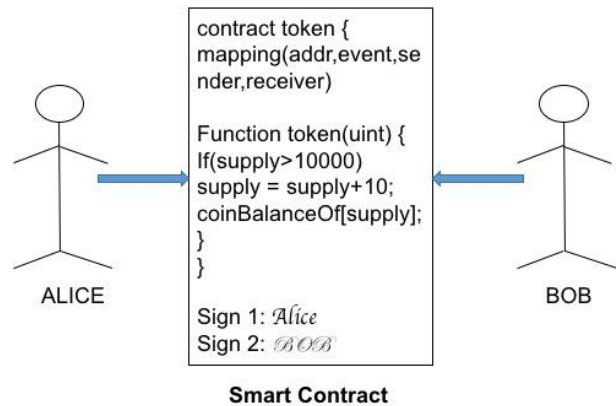 contract token {
mapping(addr,event,se
nder,receiver)
Function token(uint) {
If(supply>10000)
supply = supply+10;
coinBalanceOf[supply];
}
}
Sign 1: Alice
Sign 2: BOB
ALICE
BOB
Smart Contract